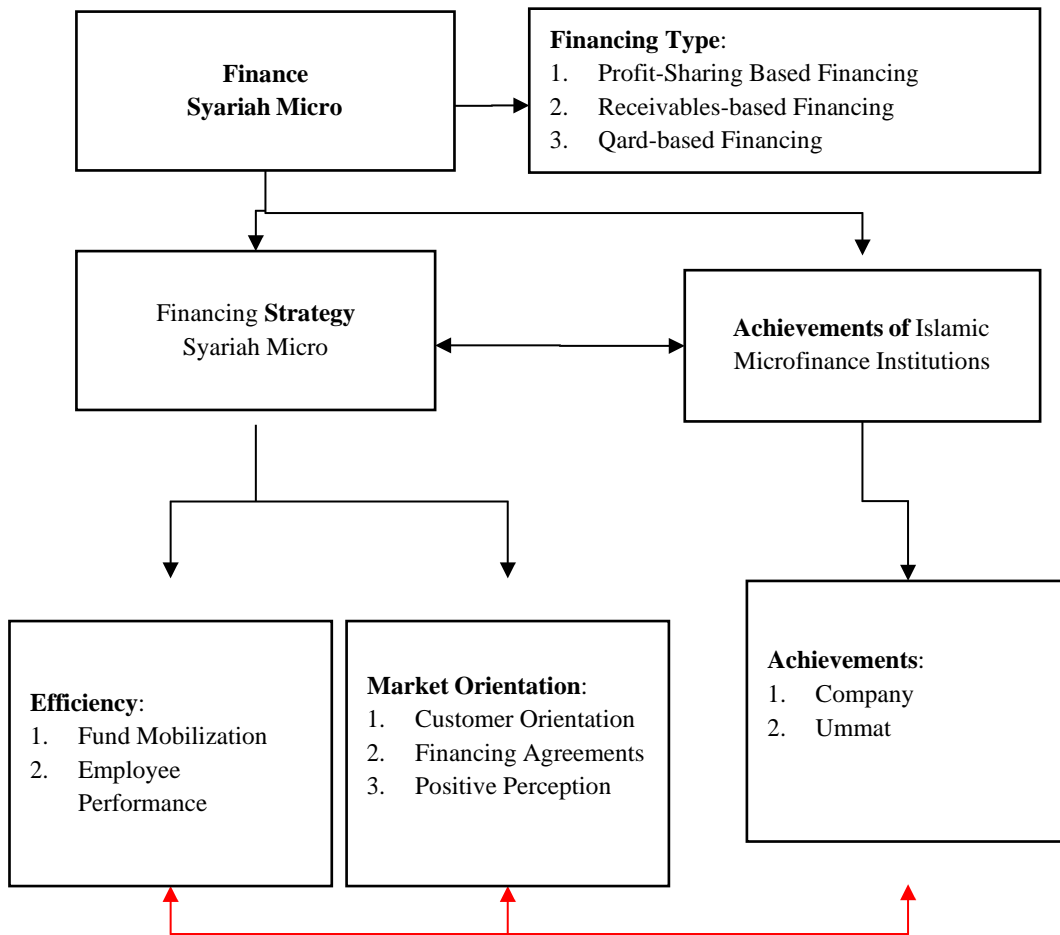 Finance
Syariah Micro
Financing Type:
1. Profit-Sharing Based Financing
2. Receivables-based Financing
3. Qard-based Financing
Financing Strategy
Syariah Micro
Achievements of Islamic
Microfinance Institutions
Efficiency:
1. Fund Mobilization
2. Employee
Performance
Market Orientation:
1. Customer Orientation
2. Financing Agreements
3. Positive Perception
Achievements:
1. Company
2. Ummat